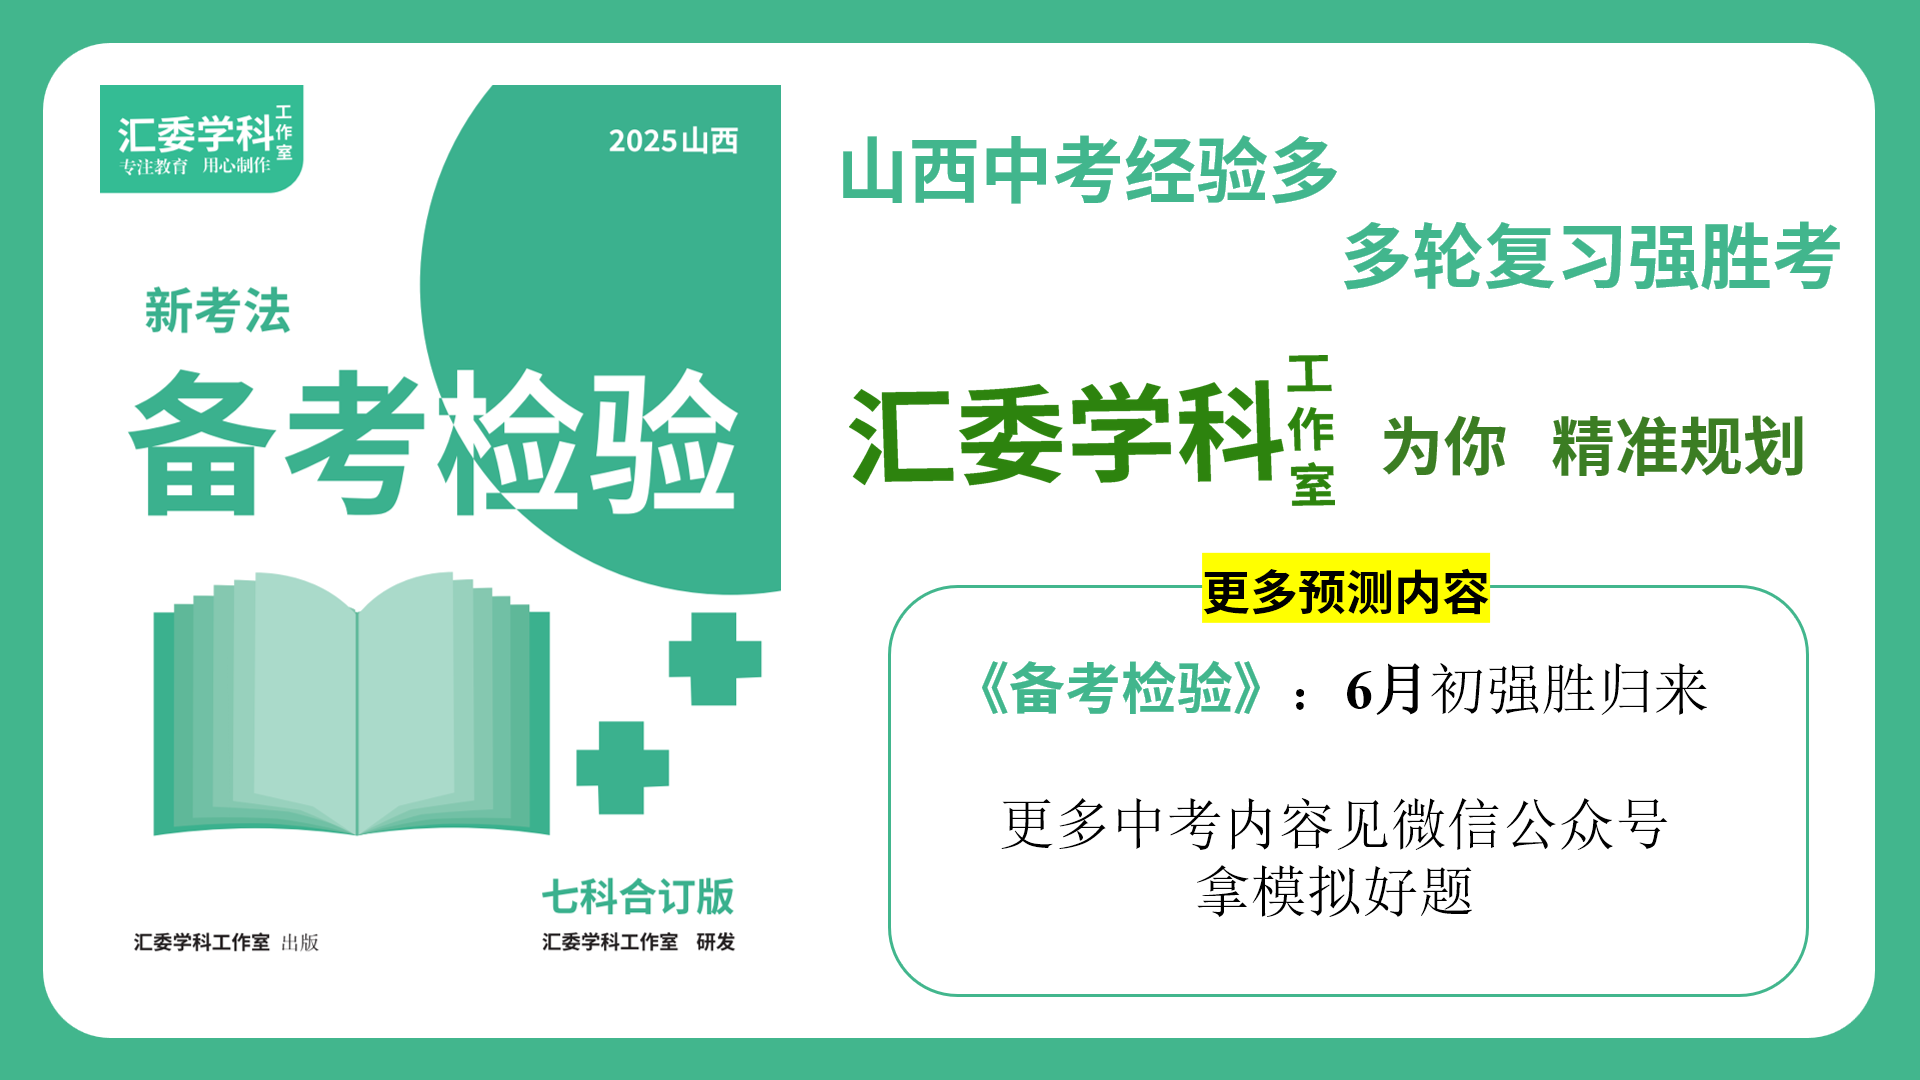 汇委学科工作室
专注教育 用心制作
2025山西
新考法
备考检验
七科合订版
汇委学科工作室 出版
汇委学科工作室 研发
山西中考经验多
多轮复习强胜考
汇委学科工作室 为你 精准规划
更多预测内容
《备考检验》：6月初强胜归来
更多中考内容见微信公众号
拿模拟好题